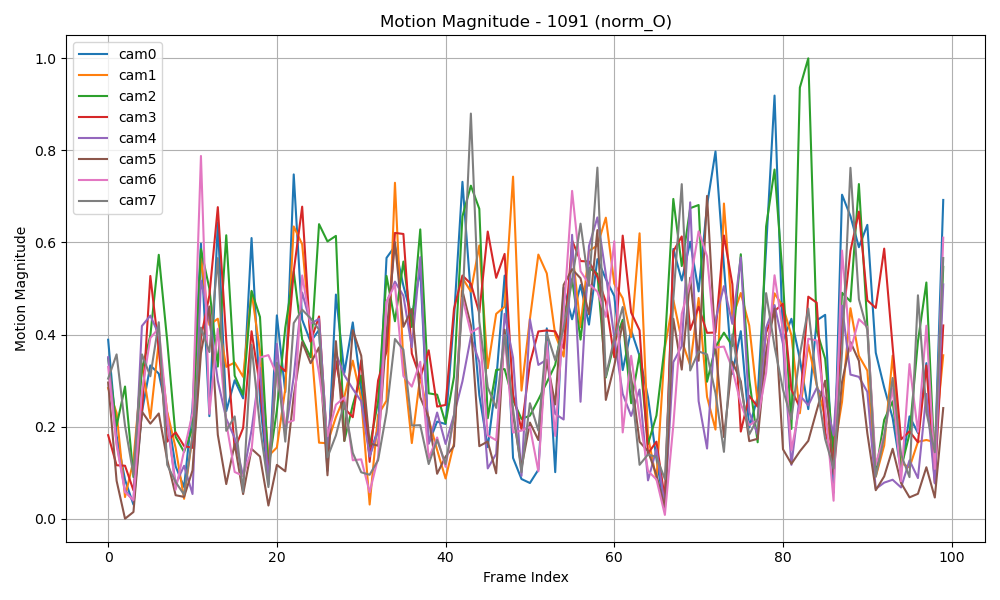 Motion Magnitude - 1091 (norm_O)
cam0
cam1
cam2
cam3
cam4
cam5
cam6
cam7
Motion Magnitude
1.0
0.8
0.6
0.4
0.2
0.0
0 20 40 60 80 100
Frame Index